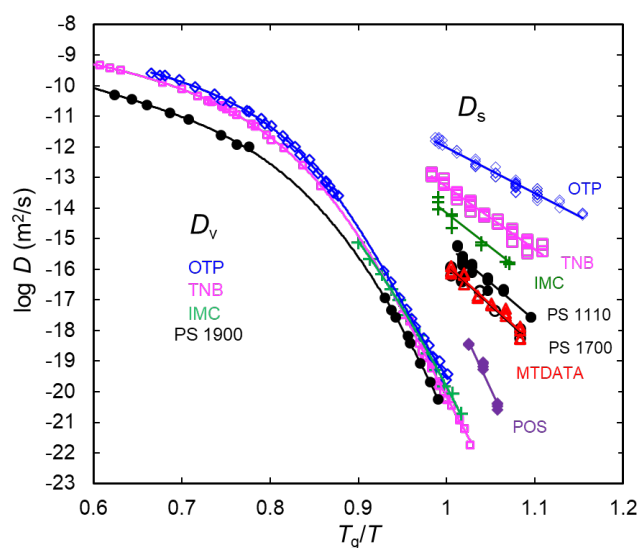 -8
-9
-10
-11
-12
-13
-14
-15
-16
-17
-18
-19
-20
-21
-22
-23
log D (m²/s)
Dₛ
OTP
TNB
IMC
PS 1110
PS 1700
MTDATA
POS
Dᵥ
OTP
TNB
IMC
PS 1900
0.6 0.7 0.8 0.9 1 1.1 1.2
T_g/T